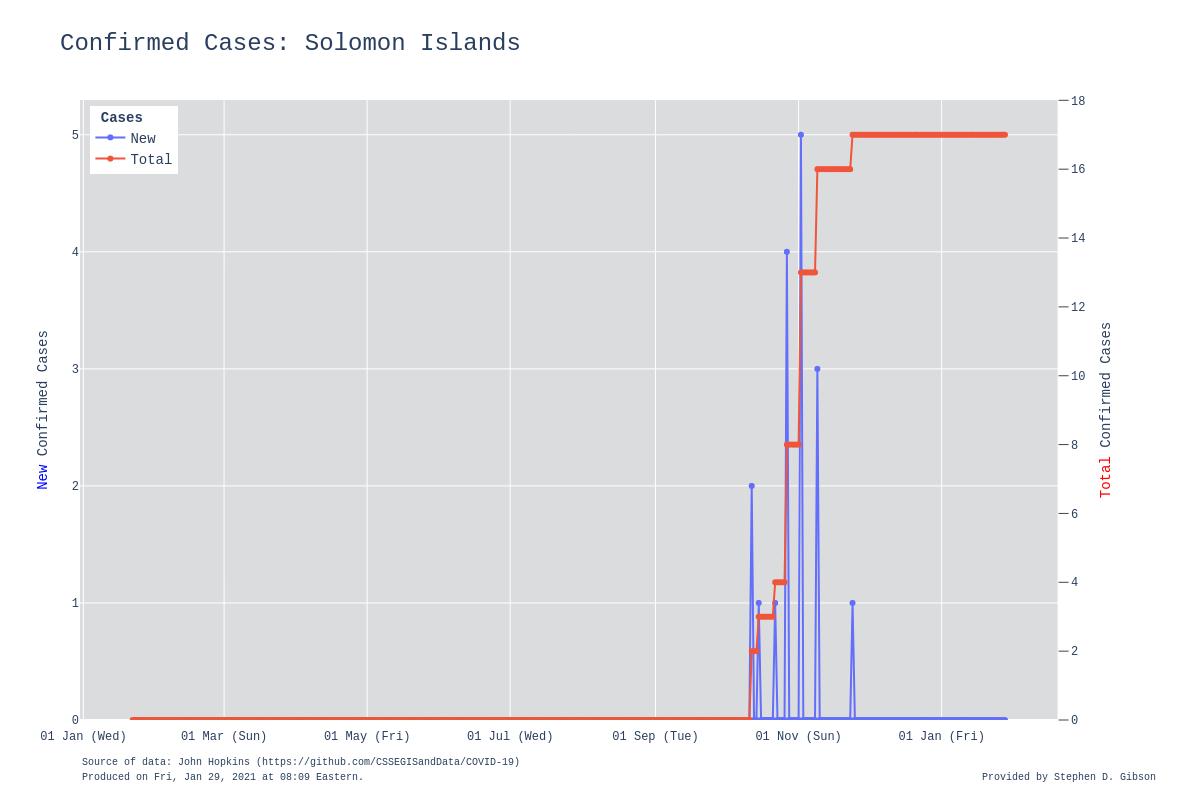 Confirmed Cases: Solomon Islands
Cases
New
Total
5
4
3
2
1
0
New Confirmed Cases
18
16
14
12
10
8
6
4
2
0
Total Confirmed Cases
01 Jan (Wed)
01 Mar (Sun)
01 May (Fri)
01 Jul (Wed)
01 Sep (Tue)
01 Nov (Sun)
01 Jan (Fri)
Source of data: John Hopkins (https://github.com/CSSEGISandData/COVID-19)
Produced on Fri, Jan 29, 2021 at 08:09 Eastern.
Provided by Stephen D. Gibson